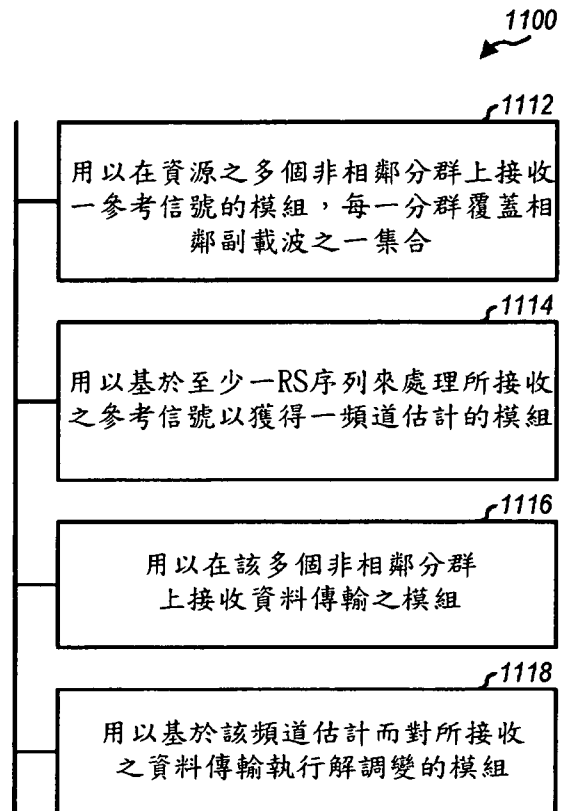 1100
1112
用以在資源之多個非相鄰分群上接收
一參考信號的模組，每一分群覆蓋相
鄰副載波之一集合
1114
用以基於至少一RS序列來處理所接收
之參考信號以獲得一頻道估計的模組
1116
用以在該多個非相鄰分群
上接收資料傳輸之模組
1118
用以基於該頻道估計而對所接收
之資料傳輸執行解調變的模組